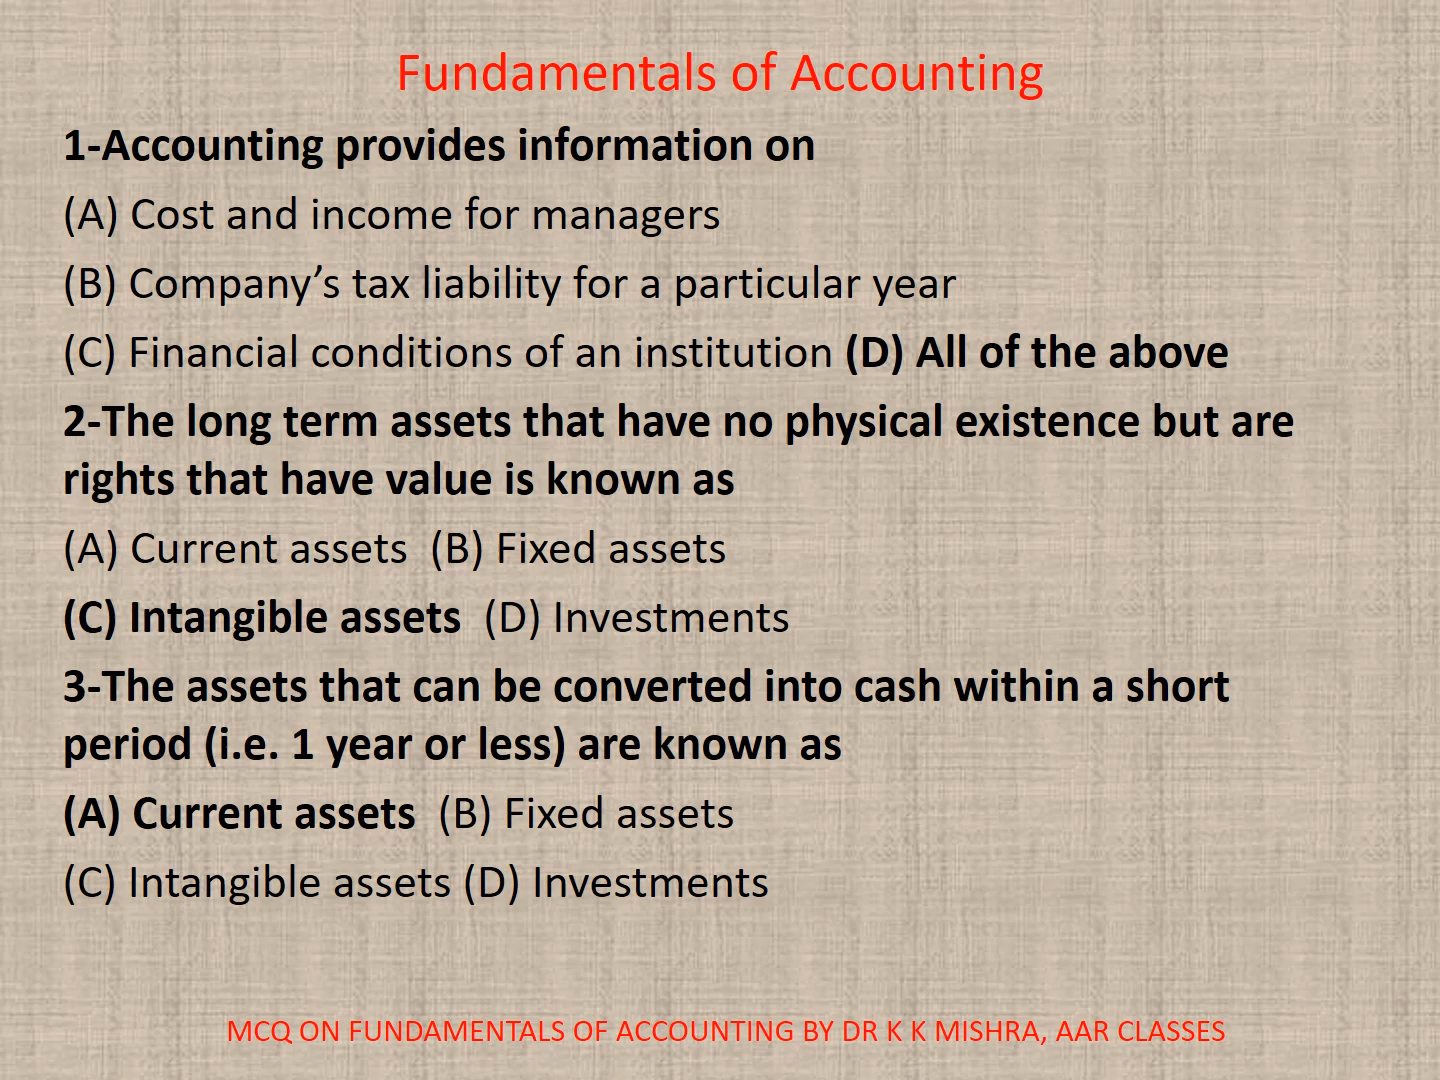 Fundamentals of Accounting
1-Accounting provides information on
(A) Cost and income for managers
(B) Company’s tax liability for a particular year
(C) Financial conditions of an institution (D) All of the above
2-The long term assets that have no physical existence but are
rights that have value is known as
(A) Current assets  (B) Fixed assets
(C) Intangible assets  (D) Investments
3-The assets that can be converted into cash within a short
period (i.e. 1 year or less) are known as
(A) Current assets  (B) Fixed assets
(C) Intangible assets (D) Investments
MCQ ON FUNDAMENTALS OF ACCOUNTING BY DR K K MISHRA, AAR CLASSES